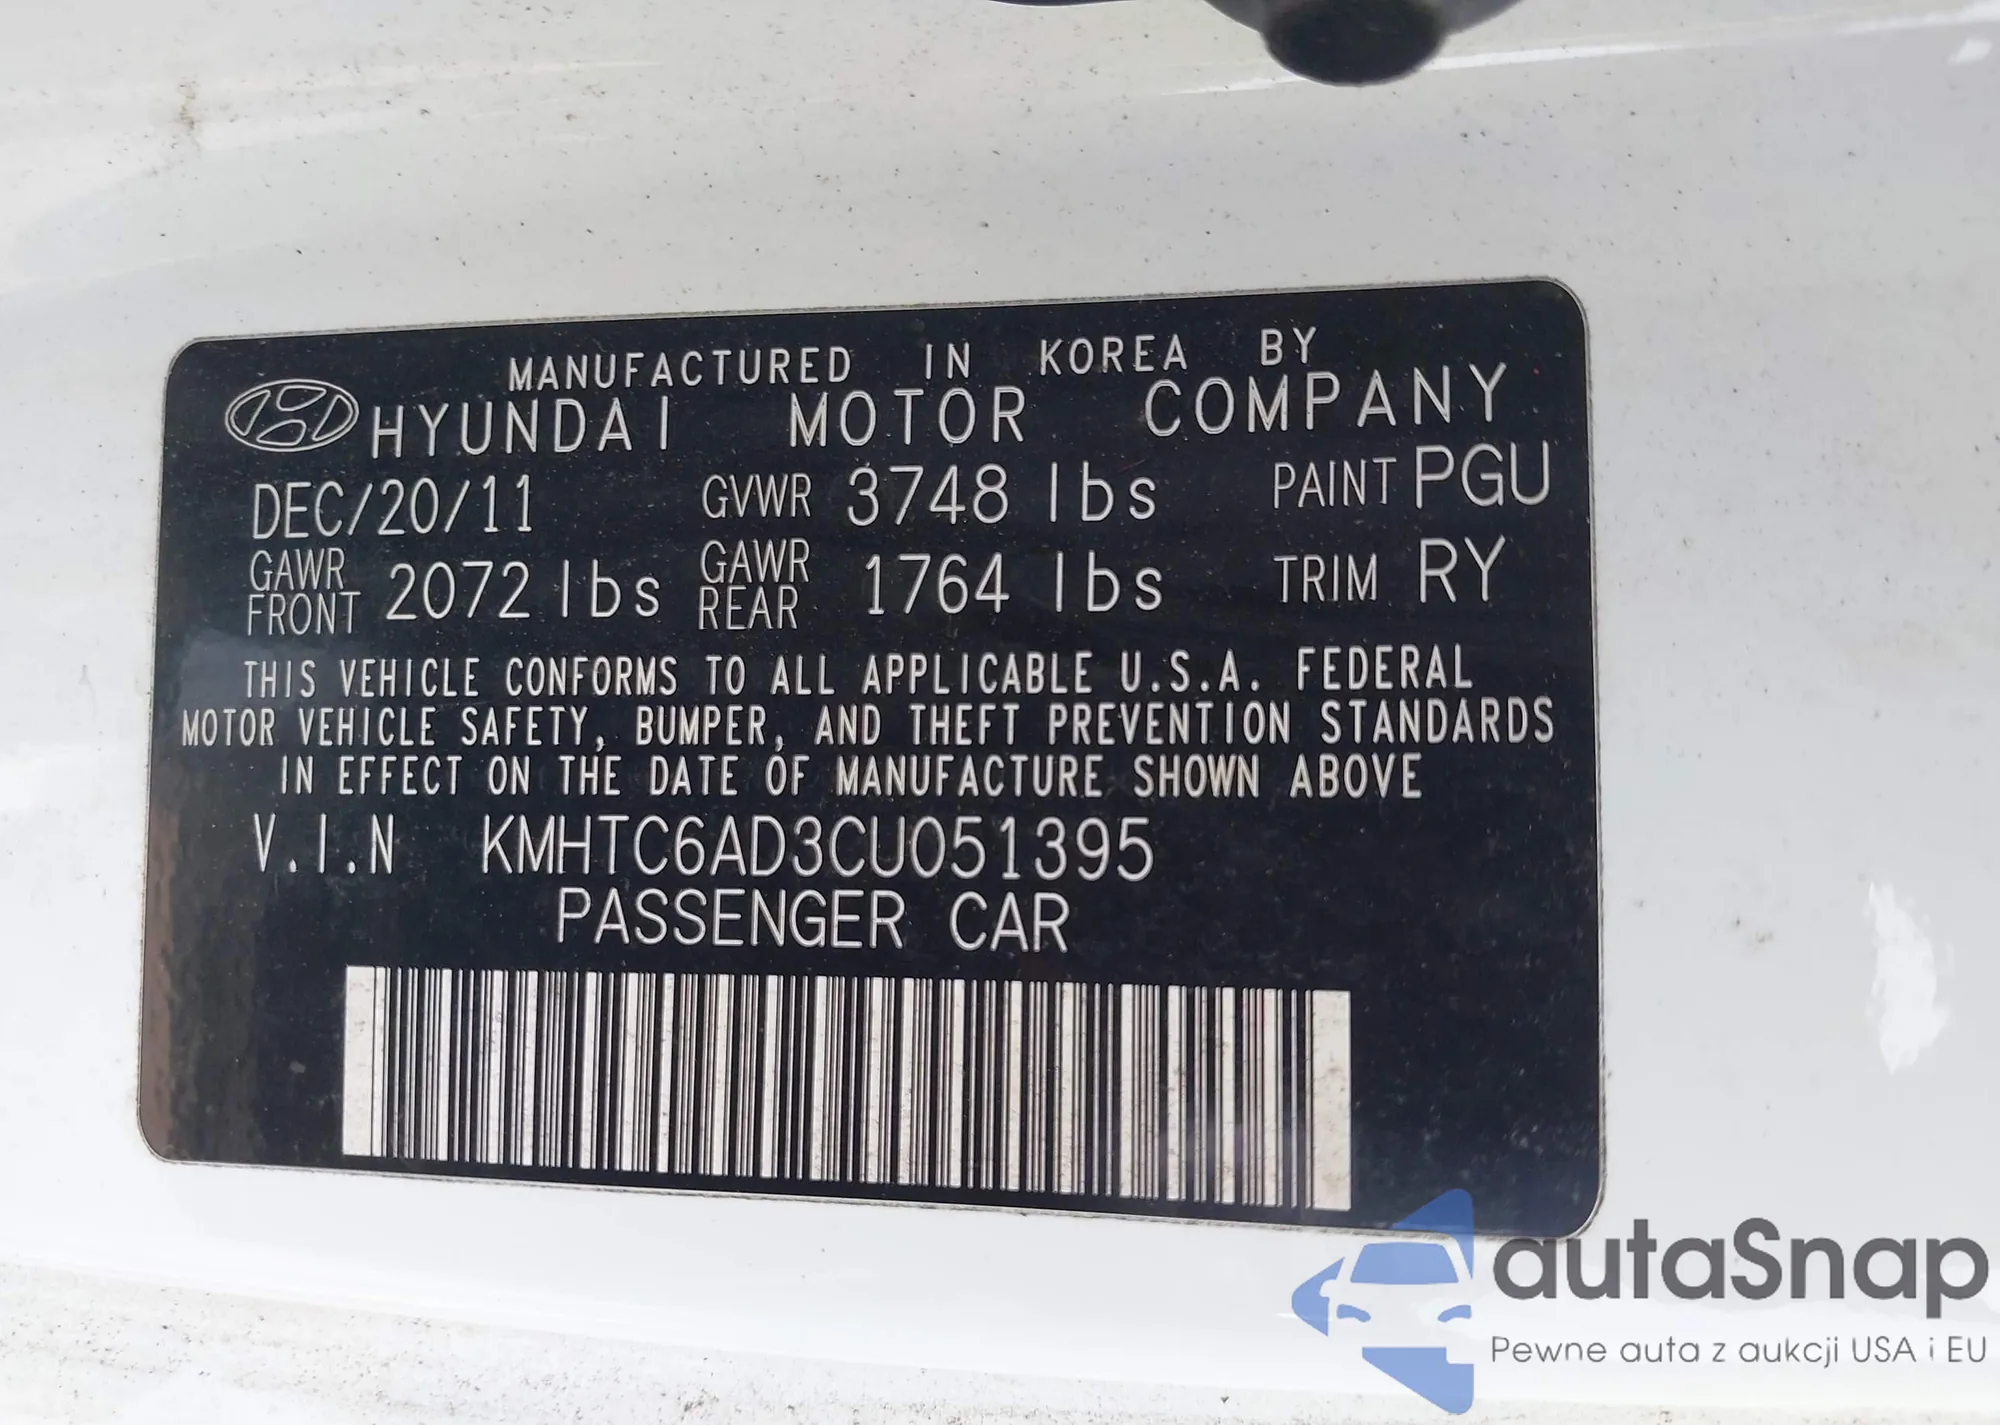 MANUFACTURED IN KOREA BY
HYUNDAI MOTOR COMPANY
DEC/20/11 GVWR 3748 lbs PAINT PGU
GAWR FRONT 2072 lbs GAWR REAR 1764 lbs TRIM RY
THIS VEHICLE CONFORMS TO ALL APPLICABLE U.S.A. FEDERAL
MOTOR VEHICLE SAFETY, BUMPER, AND THEFT PREVENTION STANDARDS
IN EFFECT ON THE DATE OF MANUFACTURE SHOWN ABOVE
V.I.N KMHTC6AD3CU051395
PASSENGER CAR
autaSnap
Pewne auta z aukcji USA i EU